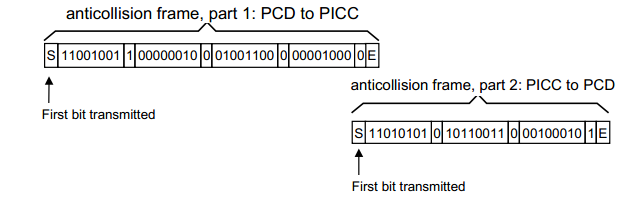 anticollision frame, part 1: PCD to PICC
S 11001001 1 00000010 0 01001100 0 00001000 0 E
First bit transmitted
anticollision frame, part 2: PICC to PCD
S 11010101 0 10110011 0 00100010 1 E
First bit transmitted